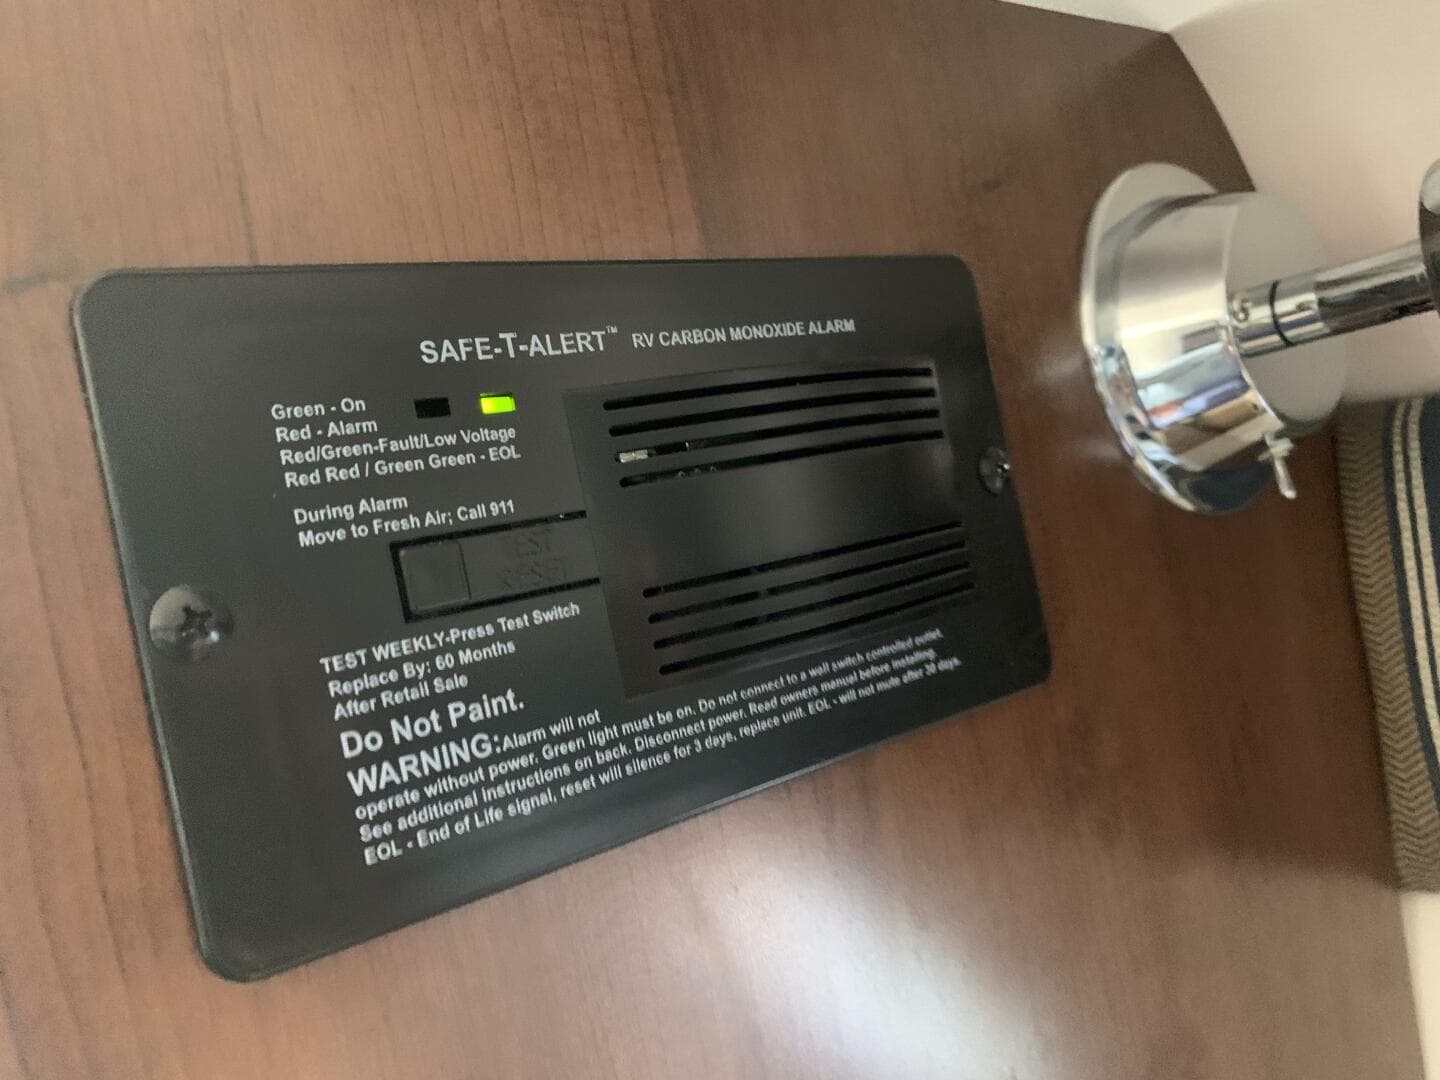 SAFE-T-ALERT™ RV CARBON MONOXIDE ALARM
Green - On
Red - Alarm
Red/Green-Fault/Low Voltage
Red Red / Green Green - EOL
During Alarm
Move to Fresh Air; Call 911
TEST
RESET
TEST WEEKLY-Press Test Switch
Replace By: 60 Months
After Retail Sale
Do Not Paint.
WARNING:Alarm will not
operate without power. Green light must be on. Do not connect to a wall switch controlled outlet.
See additional instructions on back. Disconnect power. Read owners manual before installing.
EOL - End of Life signal, reset will silence for 3 days, replace unit. EOL - will not mute after 30 days.